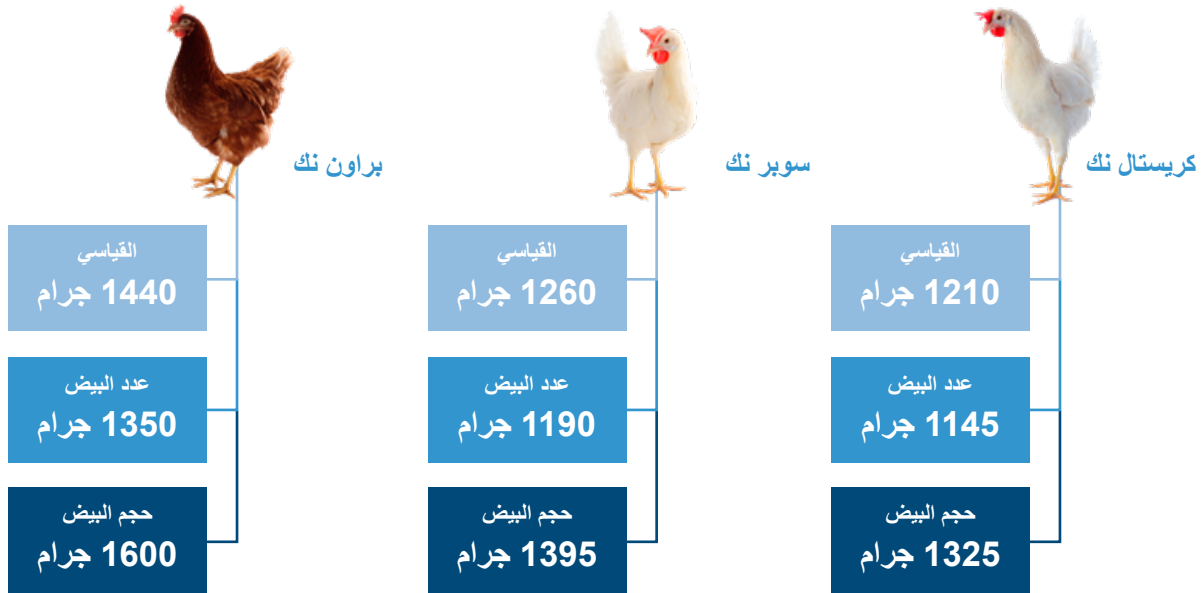 كريستال نك
القياسي
1210 جرام
عدد البيض
1145 جرام
حجم البيض
1325 جرام
سوبر نك
القياسي
1260 جرام
عدد البيض
1190 جرام
حجم البيض
1395 جرام
براون نك
القياسي
1440 جرام
عدد البيض
1350 جرام
حجم البيض
1600 جرام